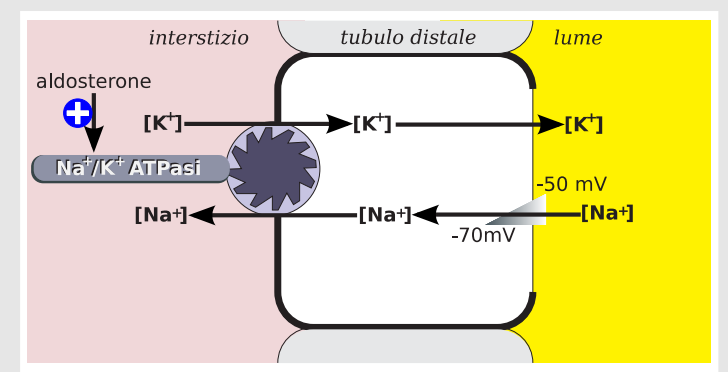 interstizio
tubulo distale
lume
aldosterone
[K+]
[K+]
[K+]
Na+/K+ ATPasi
-50 mV
[Na+]
[Na+]
[Na+]
-70mV